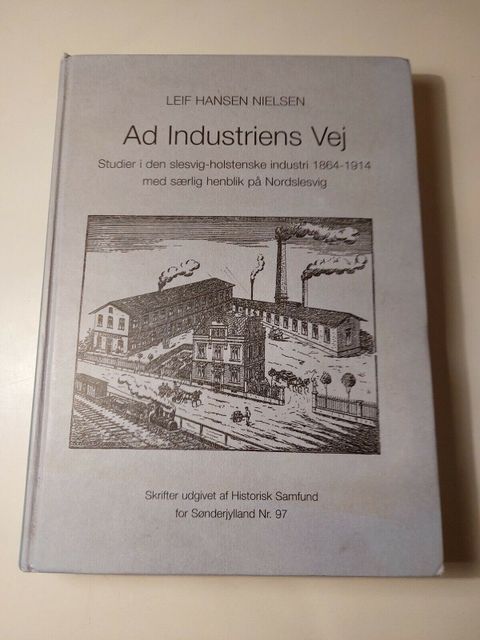 LEIF HANSEN NIELSEN
Ad Industriens Vej
Studier i den slesvig-holstenske industri 1864-1914
med særlig henblik på Nordslesvig
Skrifter udgivet af Historisk Samfund
for Sønderjylland Nr. 97